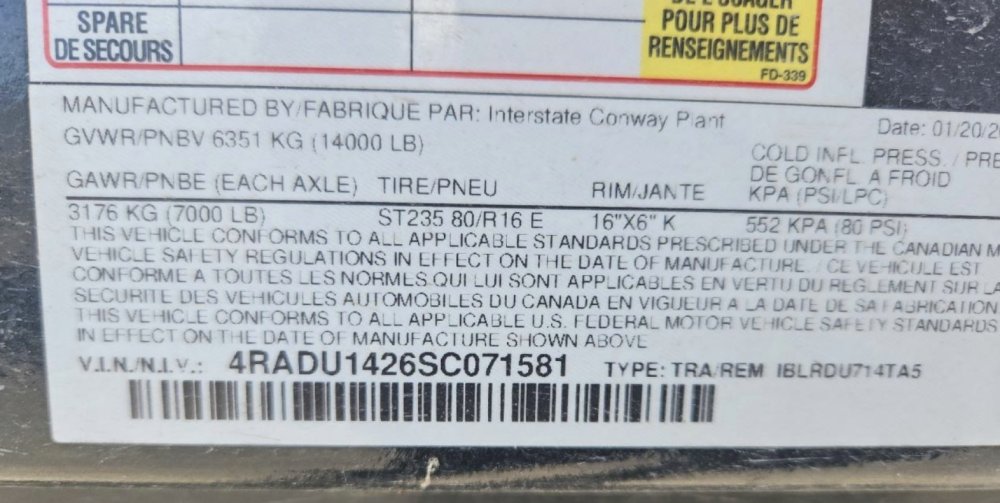 SPARE
DE SECOURS
POUR PLUS DE
RENSEIGNEMENTS
FD-339
MANUFACTURED BY/FABRIQUE PAR: Interstate Conway Plant
Date: 01/20/2
GVWR/PNBV 6351 KG (14000 LB)
COLD INFL. PRESS. / PRE
DE GONFL. A FROID
GAWR/PNBE (EACH AXLE) TIRE/PNEU RIM/JANTE KPA (PSI/LPC)
3176 KG (7000 LB) ST235 80/R16 E 16"X6" K 552 KPA (80 PSI)
THIS VEHICLE CONFORMS TO ALL APPLICABLE STANDARDS PRESCRIBED UNDER THE CANADIAN M
VEHICLE SAFETY REGULATIONS IN EFFECT ON THE DATE OF MANUFACTURE. / CE VEHICULE EST
CONFORME A TOUTES LES NORMES QUI LUI SONT APPLICABLES EN VERTU DU REGLEMENT SUR LA
SECURITE DES VEHICULES AUTOMOBILES DU CANADA EN VIGUEUR A LA DATE DE SA FABRICATION
THIS VEHICLE CONFORMS TO ALL APPLICABLE U.S. FEDERAL MOTOR VEHICLE SAFETY STANDARDS
IN EFFECT ON THE DATE OF MANUFACTURE SHOWN ABOVE
V.I.N./N.I.V.: 4RADU1426SC071581 TYPE: TRA/REM IBLRDU714TA5